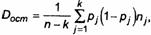 D_{ост} = \frac{1}{n-k} \sum_{j=1}^{k} p_j (1-p_j) n_j,